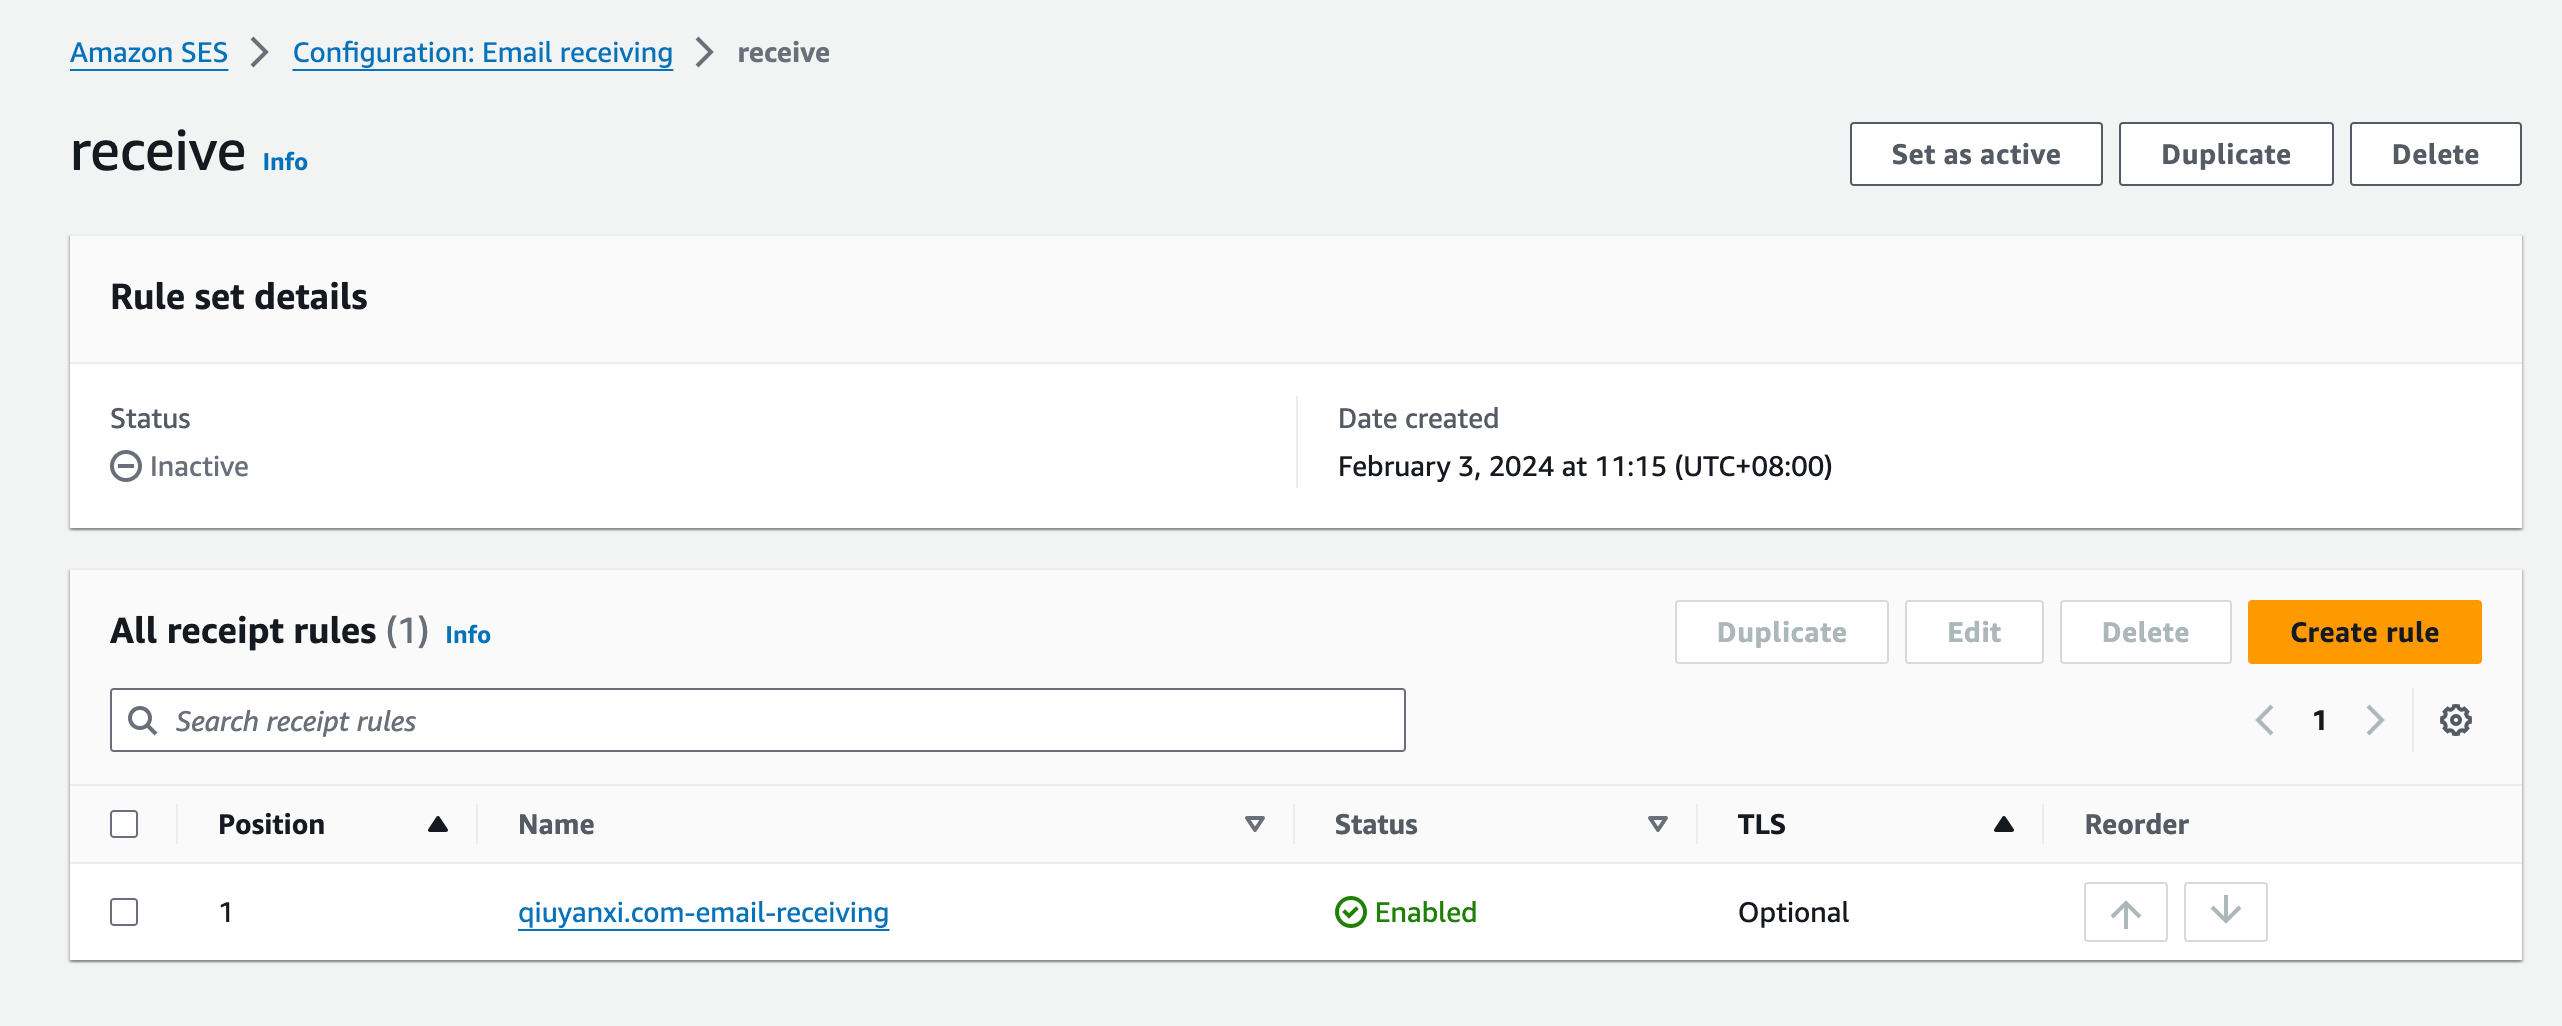 Amazon SES > Configuration: Email receiving > receive
receive Info
Set as active Duplicate Delete
Rule set details
Status Date created
Inactive February 3, 2024 at 11:15 (UTC+08:00)
All receipt rules (1) Info Duplicate Edit Delete Create rule
Search receipt rules 1
Position Name Status TLS Reorder
1 qiuyanxi.com-email-receiving Enabled Optional